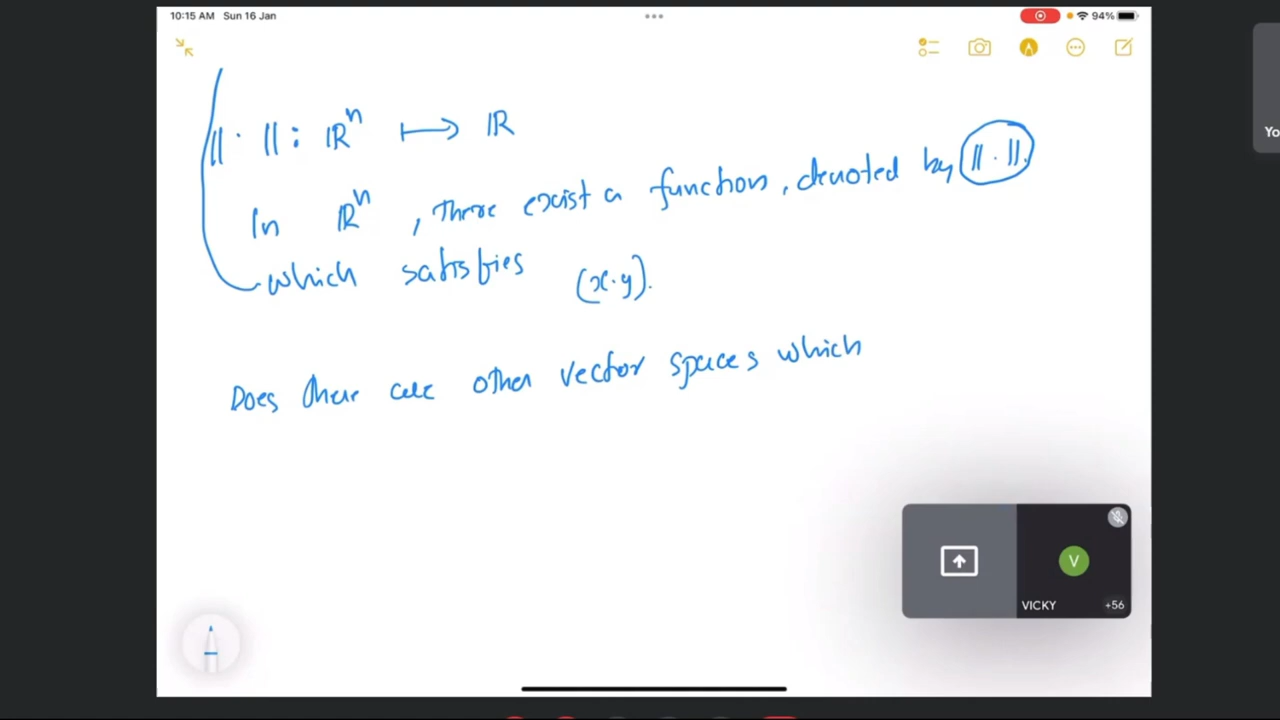 10:15 AM Sun 16 Jan
94%
|| · || : ℝⁿ ⟼ ℝ
In ℝⁿ, there exist a function, denoted by || · ||.
which satisfies (x·y).
Does there are other vector spaces which
Yo
V
VICKY +56